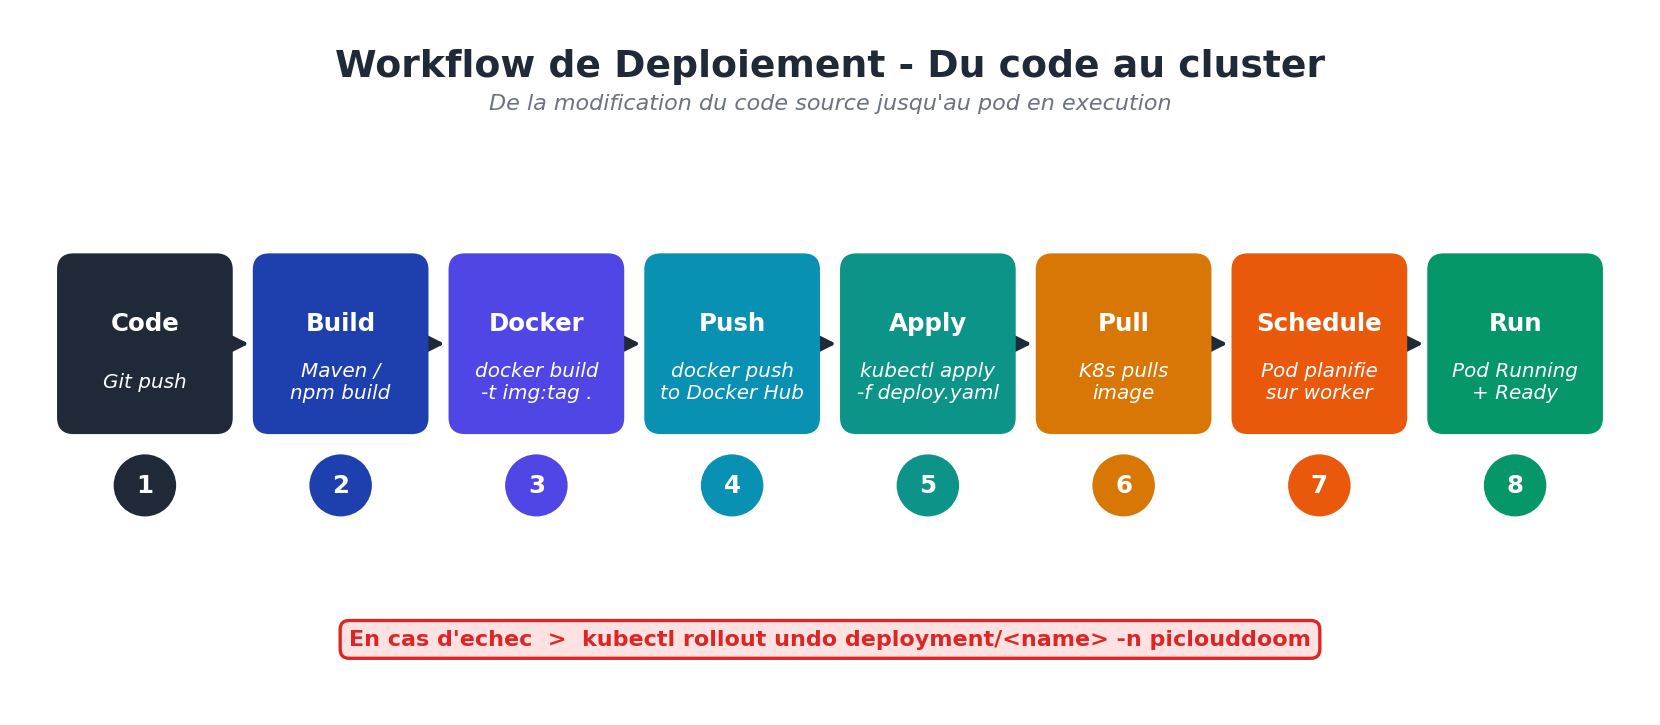 Workflow de Deploiement - Du code au cluster
De la modification du code source jusqu'au pod en execution
Code
Git push
1
Build
Maven /
npm build
2
Docker
docker build
-t img:tag .
3
Push
docker push
to Docker Hub
4
Apply
kubectl apply
-f deploy.yaml
5
Pull
K8s pulls
image
6
Schedule
Pod planifie
sur worker
7
Run
Pod Running
+ Ready
8
En cas d'echec > kubectl rollout undo deployment/<name> -n piclouddoom